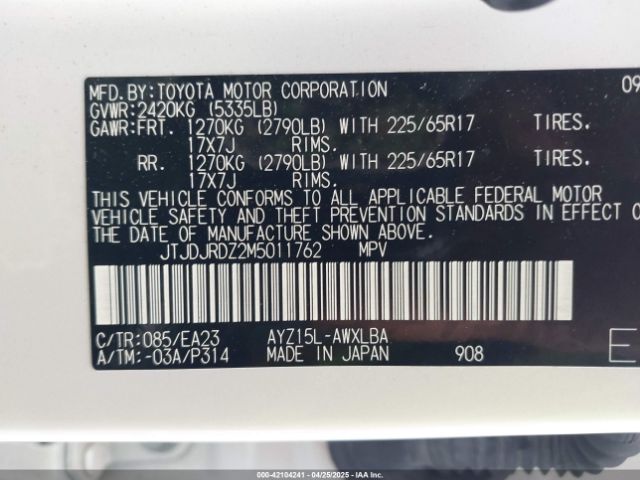 MFD.BY:TOYOTA MOTOR CORPORATION 09
GVWR:2420KG (5335LB)
GAWR:FRT. 1270KG (2790LB) WITH 225/65R17 TIRES.
17X7J RIMS.
RR. 1270KG (2790LB) WITH 225/65R17 TIRES.
17X7J RIMS.
THIS VEHICLE CONFORMS TO ALL APPLICABLE FEDERAL MOTOR
VEHICLE SAFETY AND THEFT PREVENTION STANDARDS IN EFFECT O
THE DATE OF MANUFACTURE SHOWN ABOVE.
JTJDJRDZ2M5011762 MPV
C/TR:085/EA23 AYZ15L-AWXLBA
A/TM:-03A/P314 MADE IN JAPAN 908 E
000-42104241 - 04/25/2025 - IAA Inc.